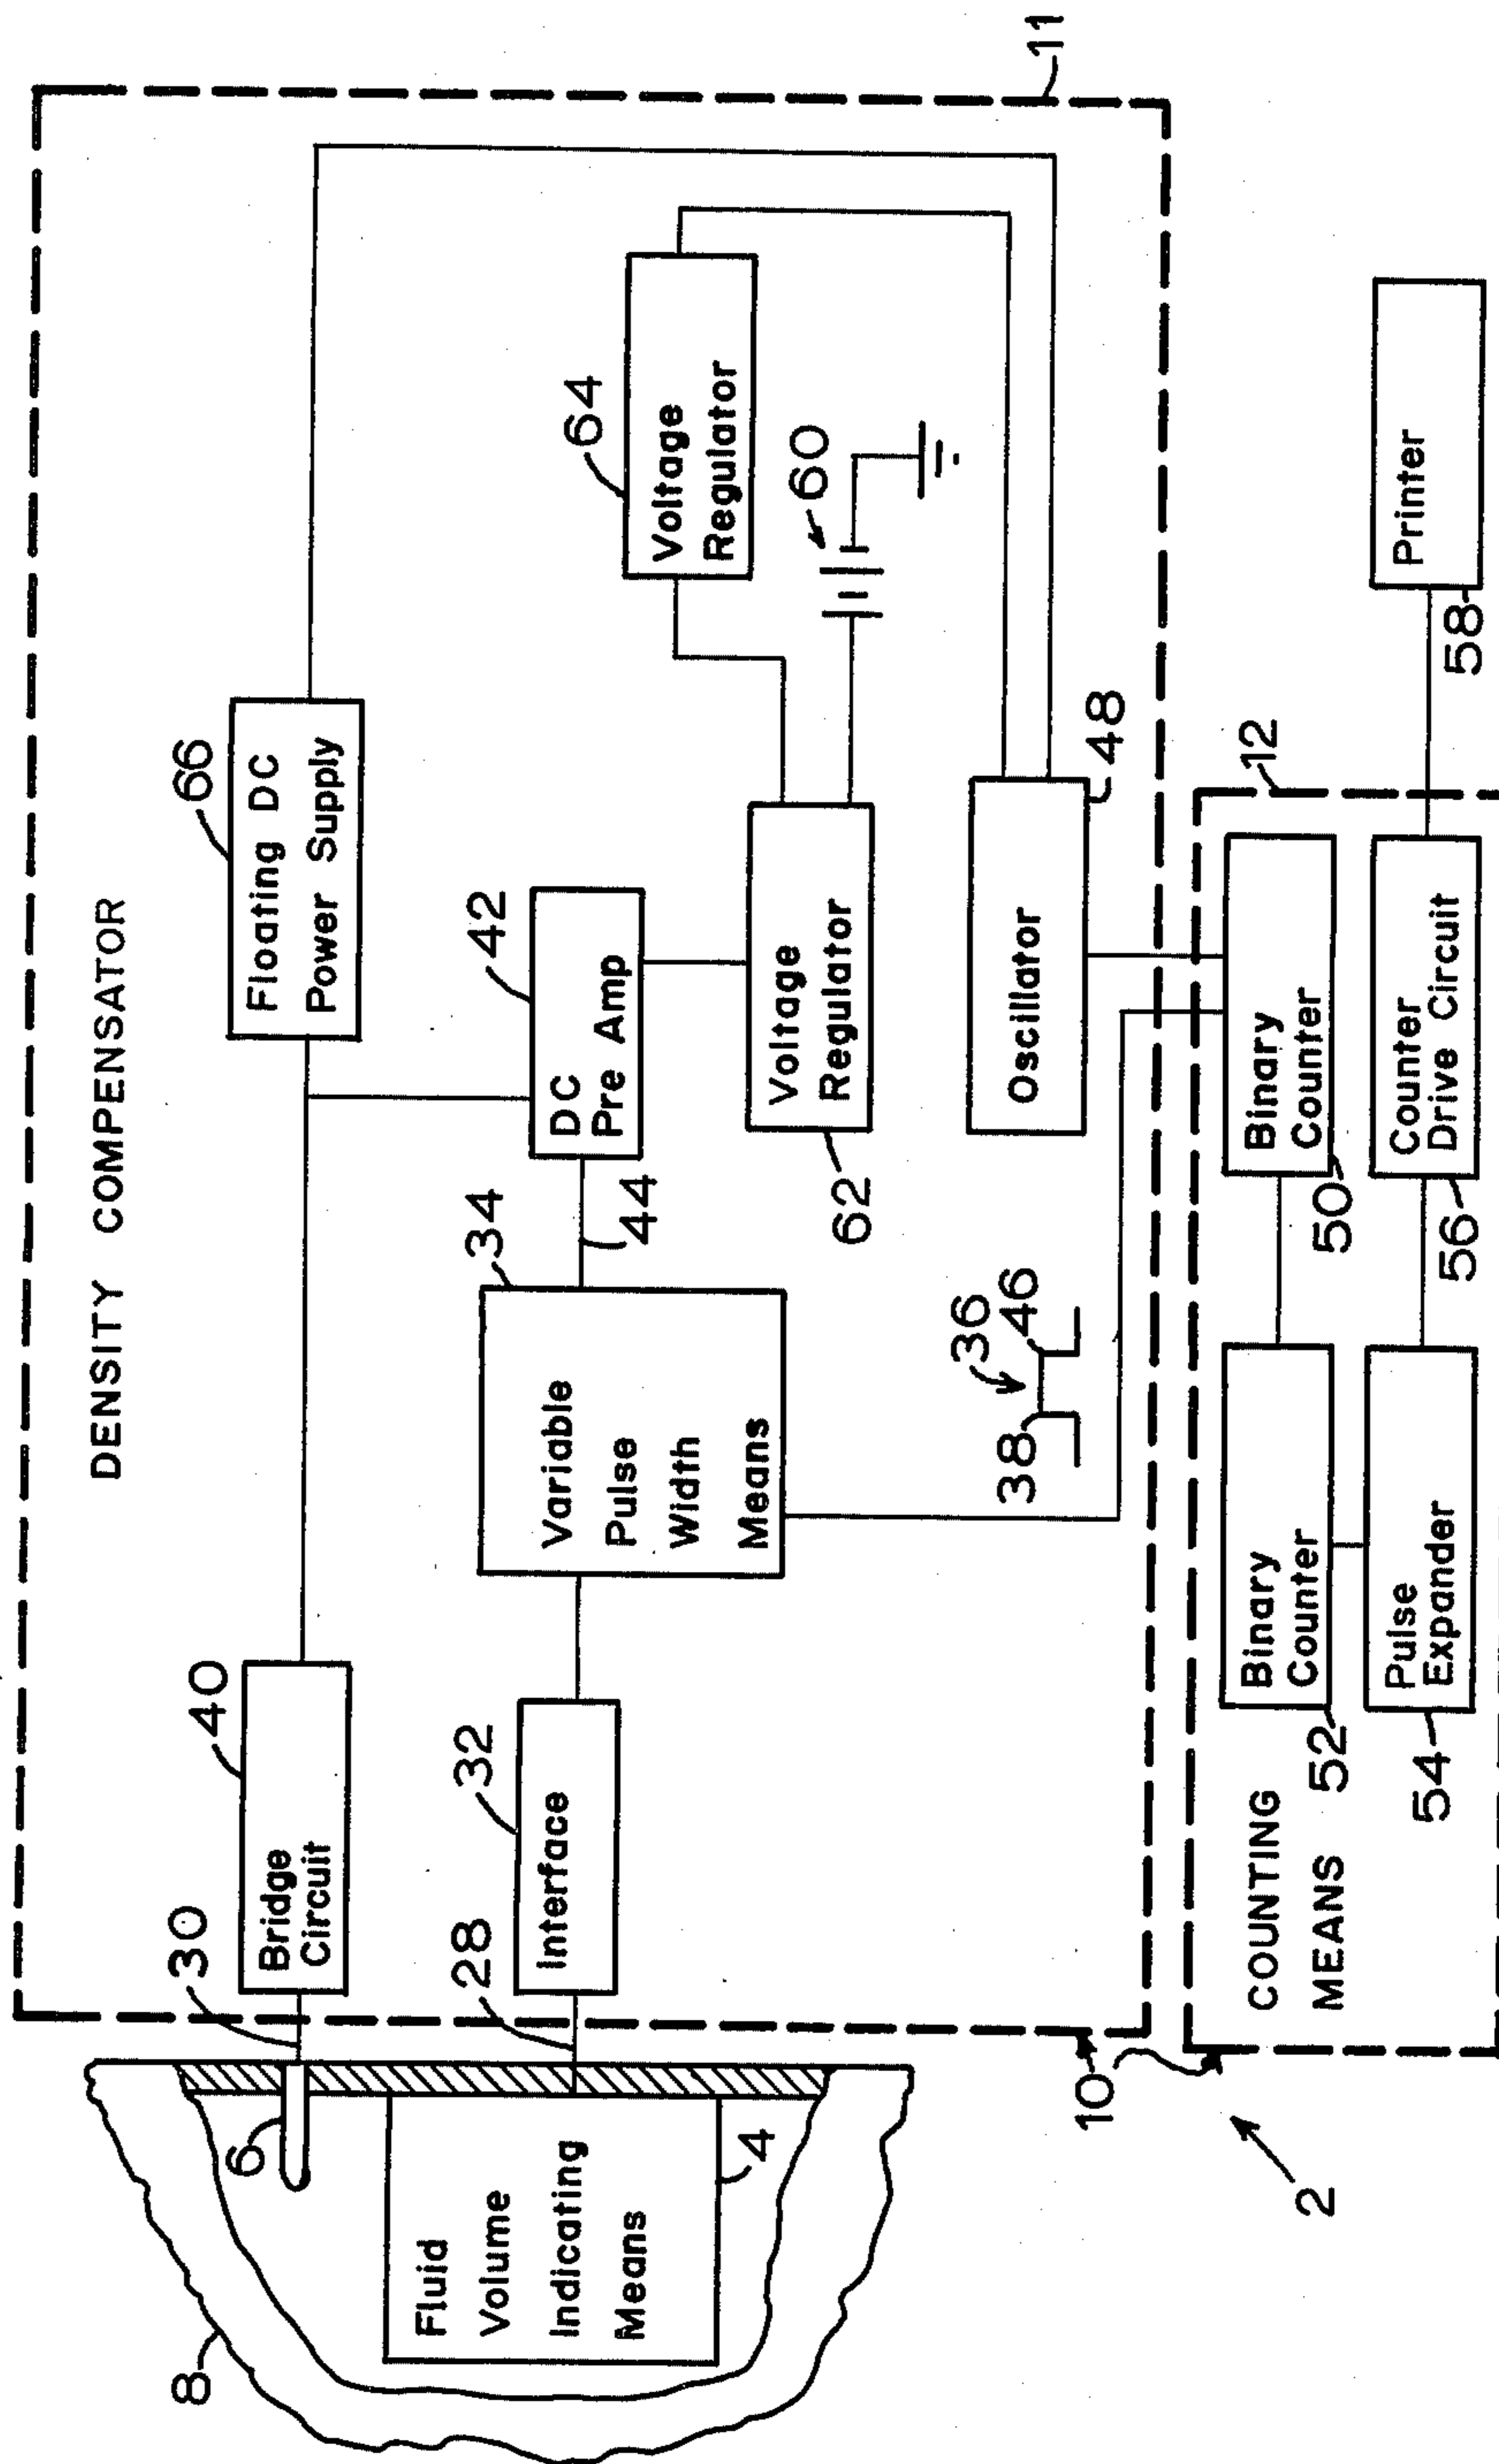 DENSITY COMPENSATOR
11
66
Floating DC
Power Supply
40
Bridge
Circuit
30
6
8
42
DC
Pre Amp
44
34
Variable
Pulse
Width
Means
32
Interface
28
Fluid
Volume
Indicating
Means
4
64
Voltage
Regulator
60
Voltage
Regulator
62
Oscillator
48
36
38
46
10
2
12
COUNTING
MEANS
Binary
Counter
52
Binary
Counter
50
Pulse
Expander
54
Counter
Drive Circuit
56
Printer
58